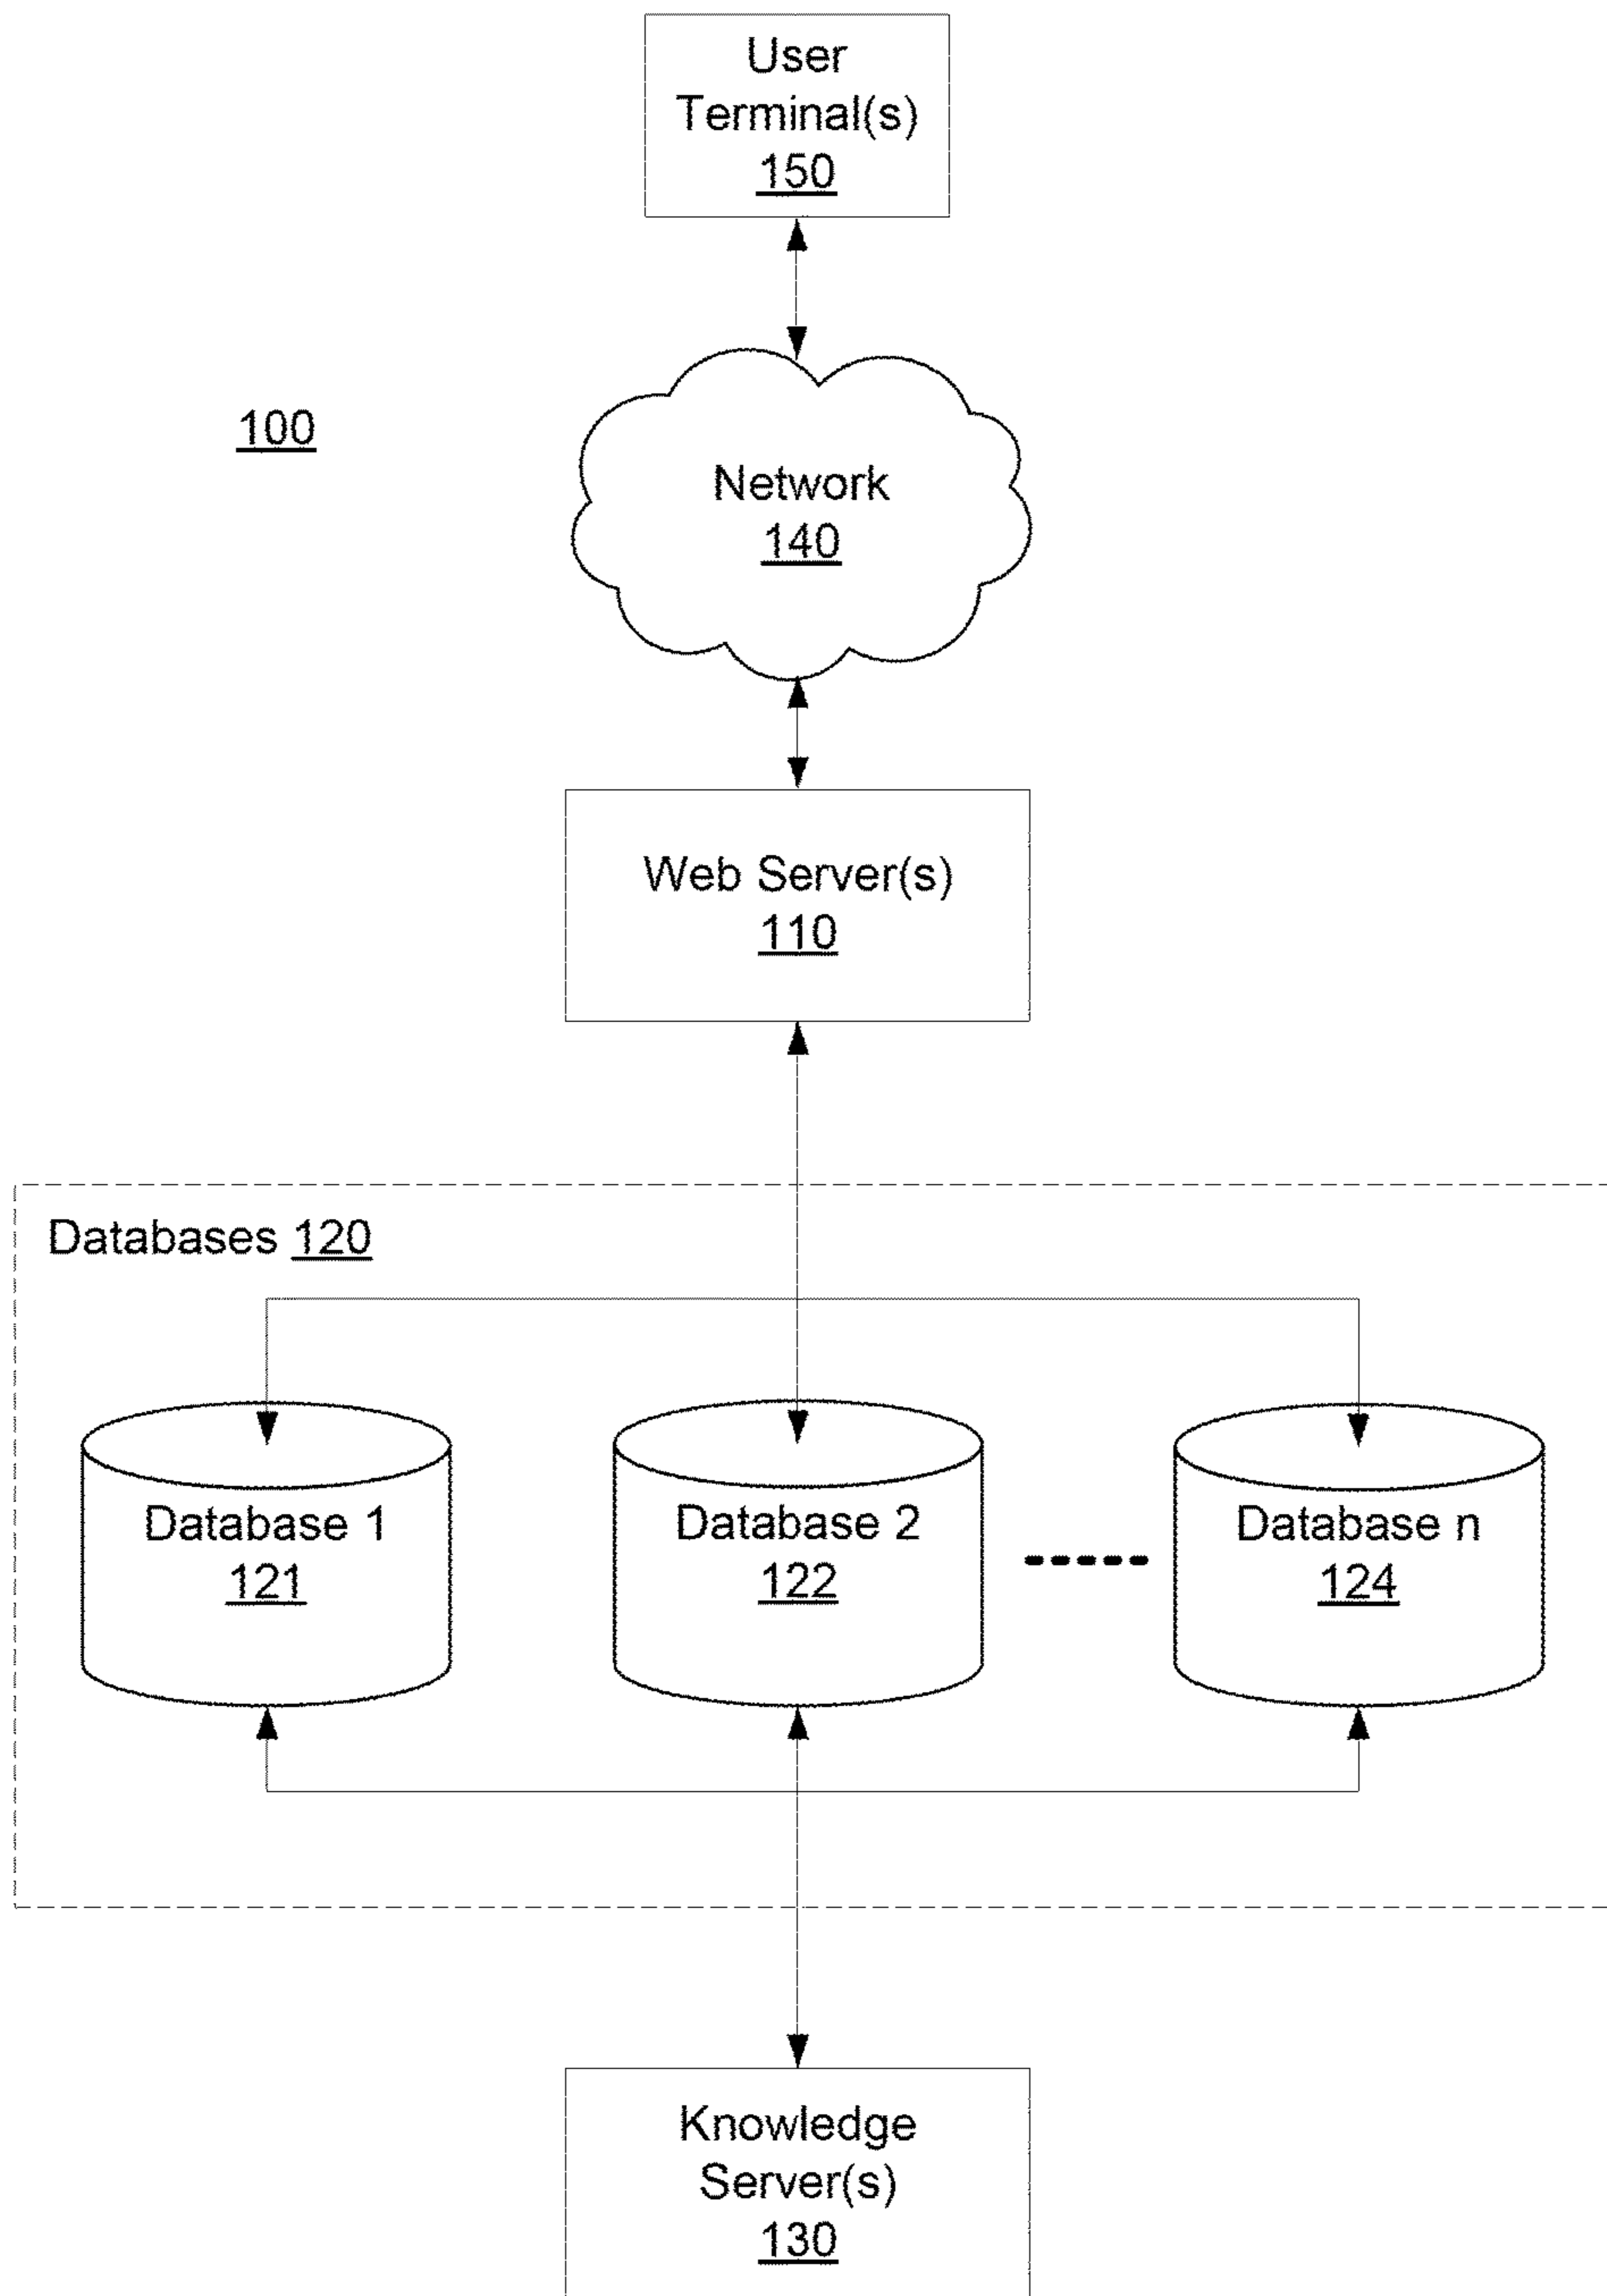 User
Terminal(s)
150
100
Network
140
Web Server(s)
110
Databases 120
Database 1
121
Database 2
122
Database n
124
Knowledge
Server(s)
130